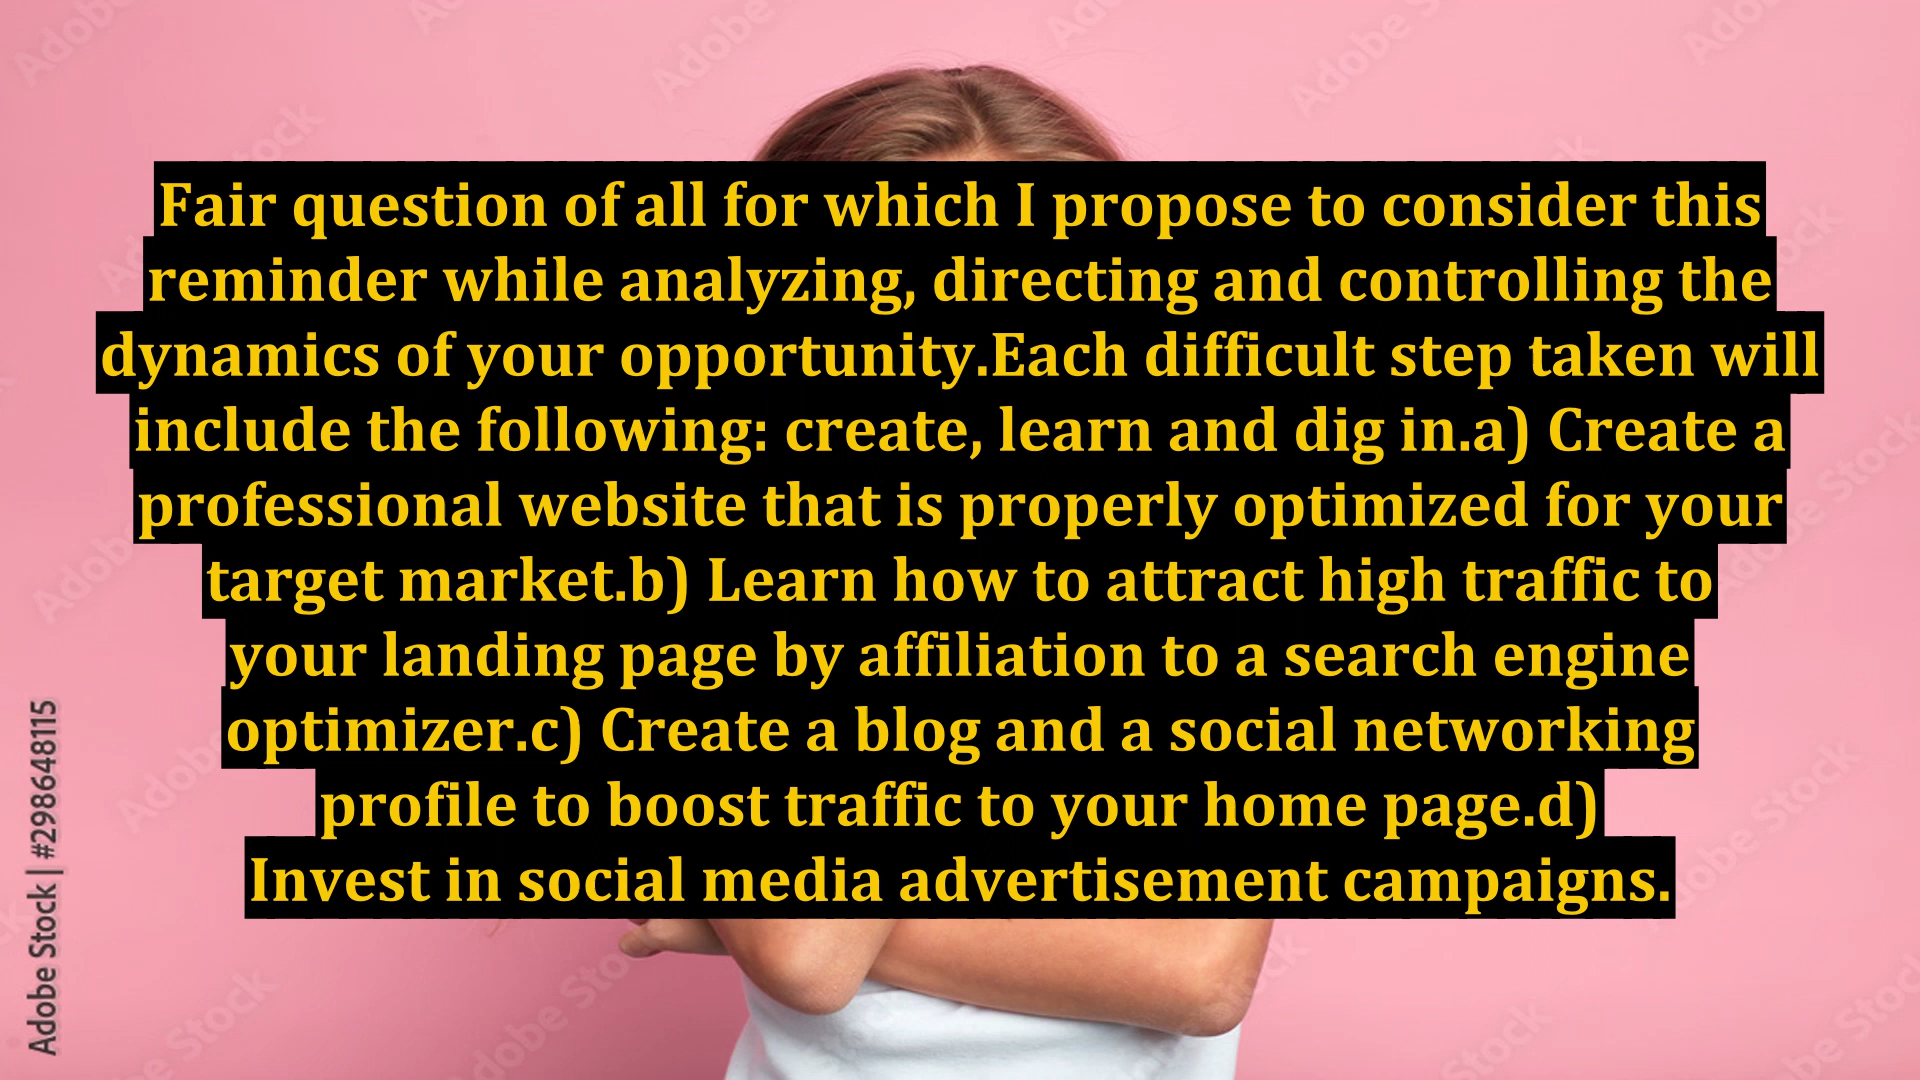 Fair question of all for which I propose to consider this
reminder while analyzing, directing and controlling the
dynamics of your opportunity.Each difficult step taken will
include the following: create, learn and dig in.a) Create a
professional website that is properly optimized for your
target market.b) Learn how to attract high traffic to
your landing page by affiliation to a search engine
optimizer.c) Create a blog and a social networking
profile to boost traffic to your home page.d)
Invest in social media advertisement campaigns.
Adobe Stock | #298648115